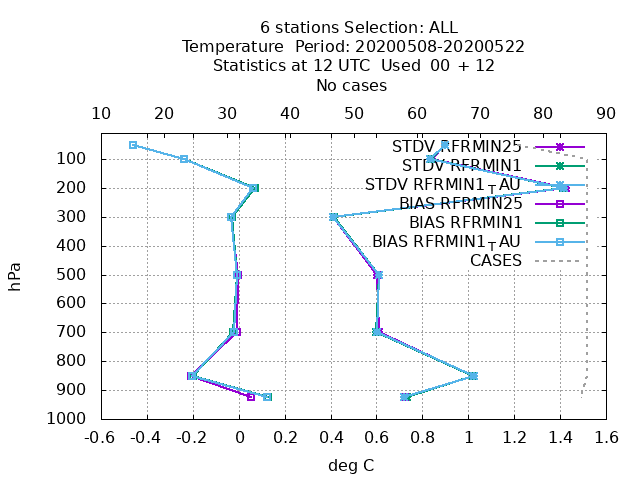 6 stations Selection: ALL
Temperature  Period: 20200508-20200522
Statistics at 12 UTC  Used  00 + 12
No cases
10 20 30 40 50 60 70 80 90
STDV RFRMIN25
100
STDV RFRMIN1
STDV RFRMIN1TAU
200
BIAS RFRMIN25
300
BIAS RFRMIN1
400
BIAS RFRMIN1TAU
CASES
500
hPa
600
700
800
900
1000
-0.6 -0.4 -0.2 0 0.2 0.4 0.6 0.8 1 1.2 1.4 1.6
deg C